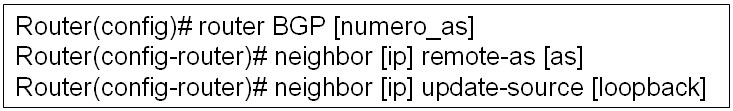 Router(config)# router BGP [numero_as]
Router(config-router)# neighbor [ip] remote-as [as]
Router(config-router)# neighbor [ip] update-source [loopback]